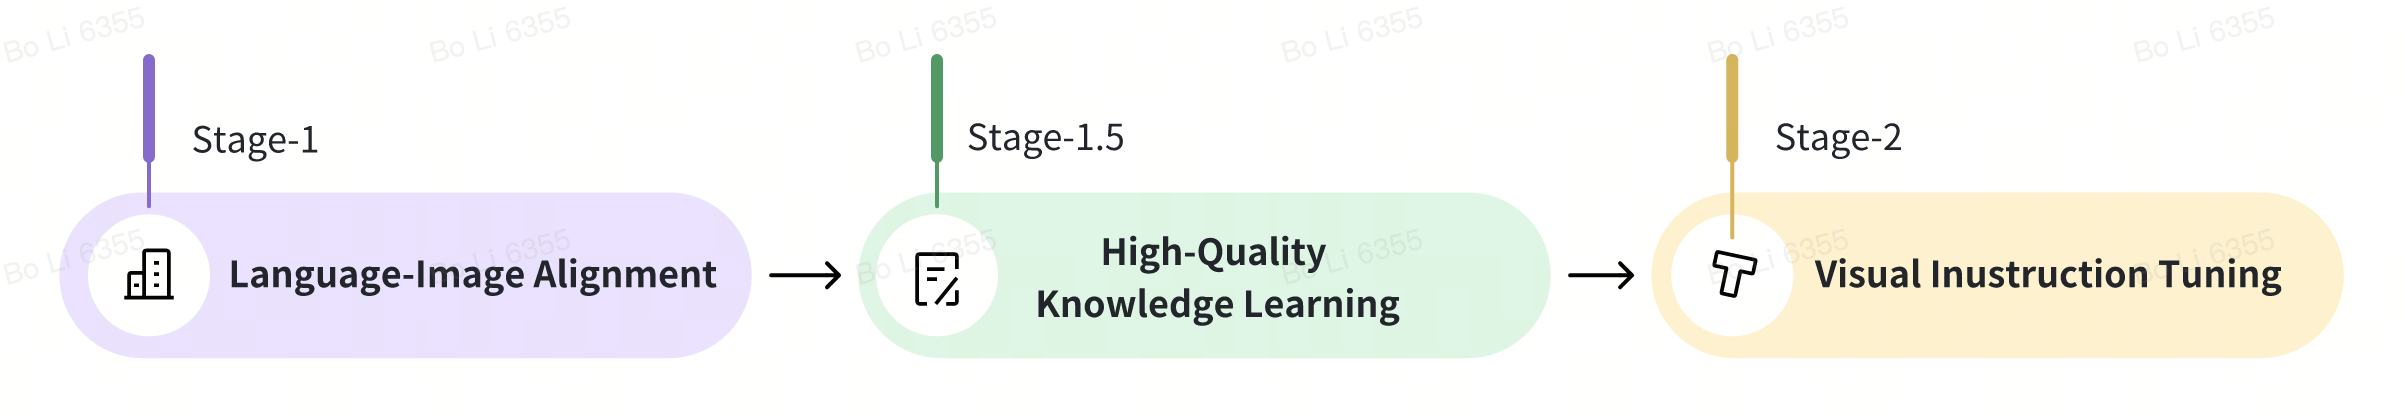 Bo Li 6355 Bo Li 6355 Bo Li 6355 Bo Li 6355 Bo Li 6355 Bo Li 6355
Stage-1
Stage-1.5
Stage-2
Language-Image Alignment
High-Quality
Knowledge Learning
Visual Inustruction Tuning
Bo Li 6355 Bo Li 6355 Bo Li 6355 Bo Li 6355 Bo Li 6355 Bo Li 6355